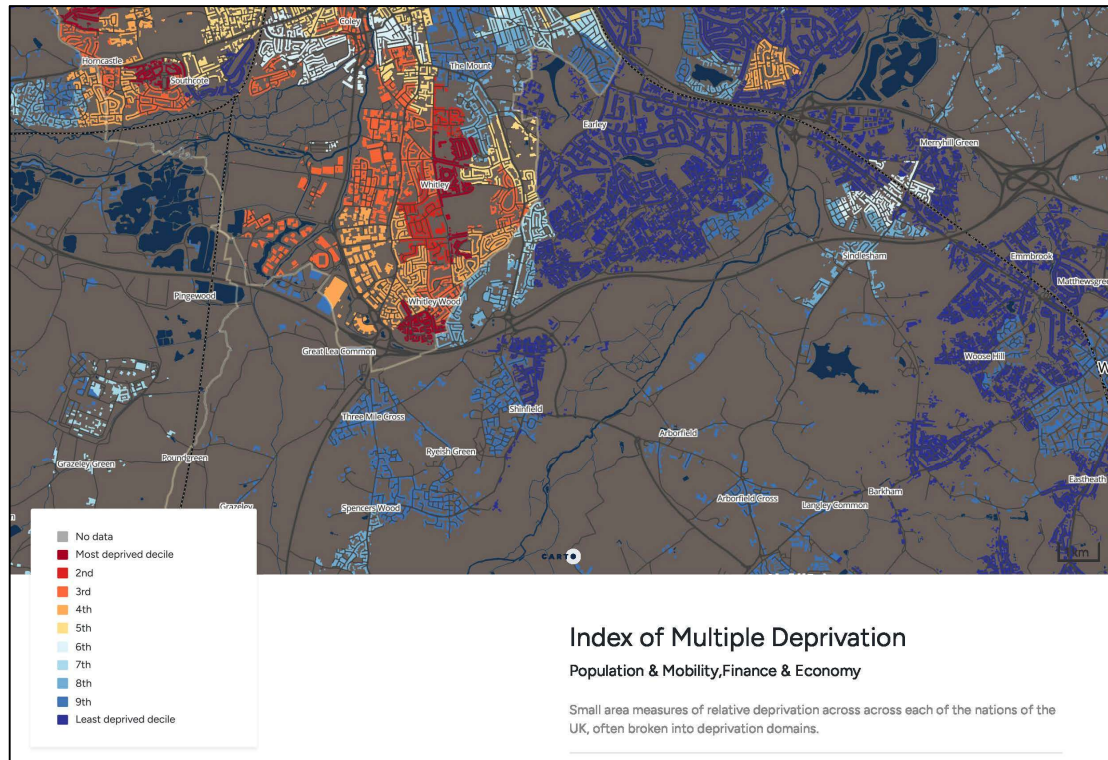 Coley
Horncastle
Southcote
The Mount
Earley
Merryhill Green
Whitley
Sindlesham
Emmbrook
Matthewsgree
Pingewood
Whitley Wood
Great Lea Common
Woose Hill
W
Three Mile Cross
Shinfield
Arborfield
Ryeish Green
Grazeley Green
Poundgreen
Eastheath
Barkham
Arborfield Cross
Langley Common
Grazeley
Spencers Wood
CARTO
km
No data
Most deprived decile
2nd
3rd
4th
5th
6th
7th
8th
9th
Least deprived decile
Index of Multiple Deprivation
Population & Mobility,Finance & Economy
Small area measures of relative deprivation across across each of the nations of the
UK, often broken into deprivation domains.